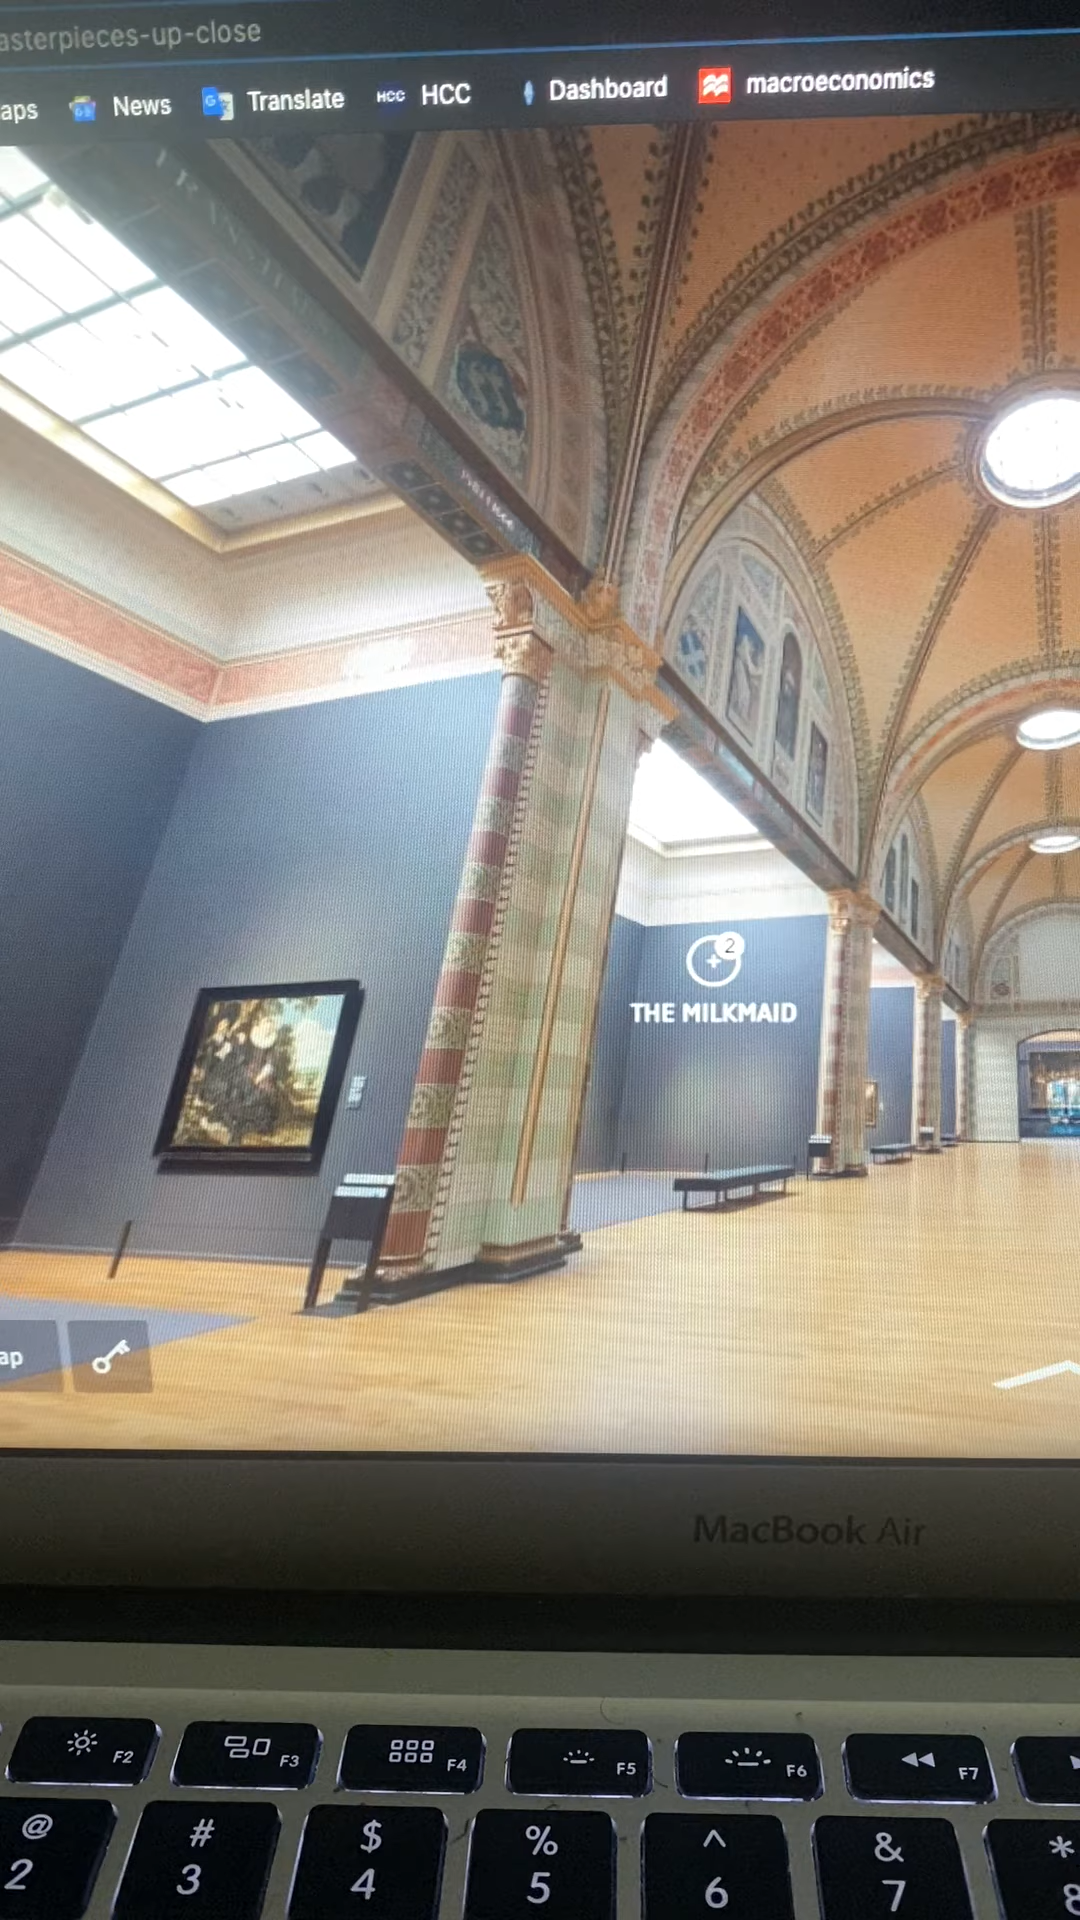 asterpieces-up-close
aps News Translate HCC HCC Dashboard macroeconomics
2
THE MILKMAID
ap
MacBook Air
F2 F3 F4 F5 F6 F7
@ # $ % ^ & *
2 3 4 5 6 7 8